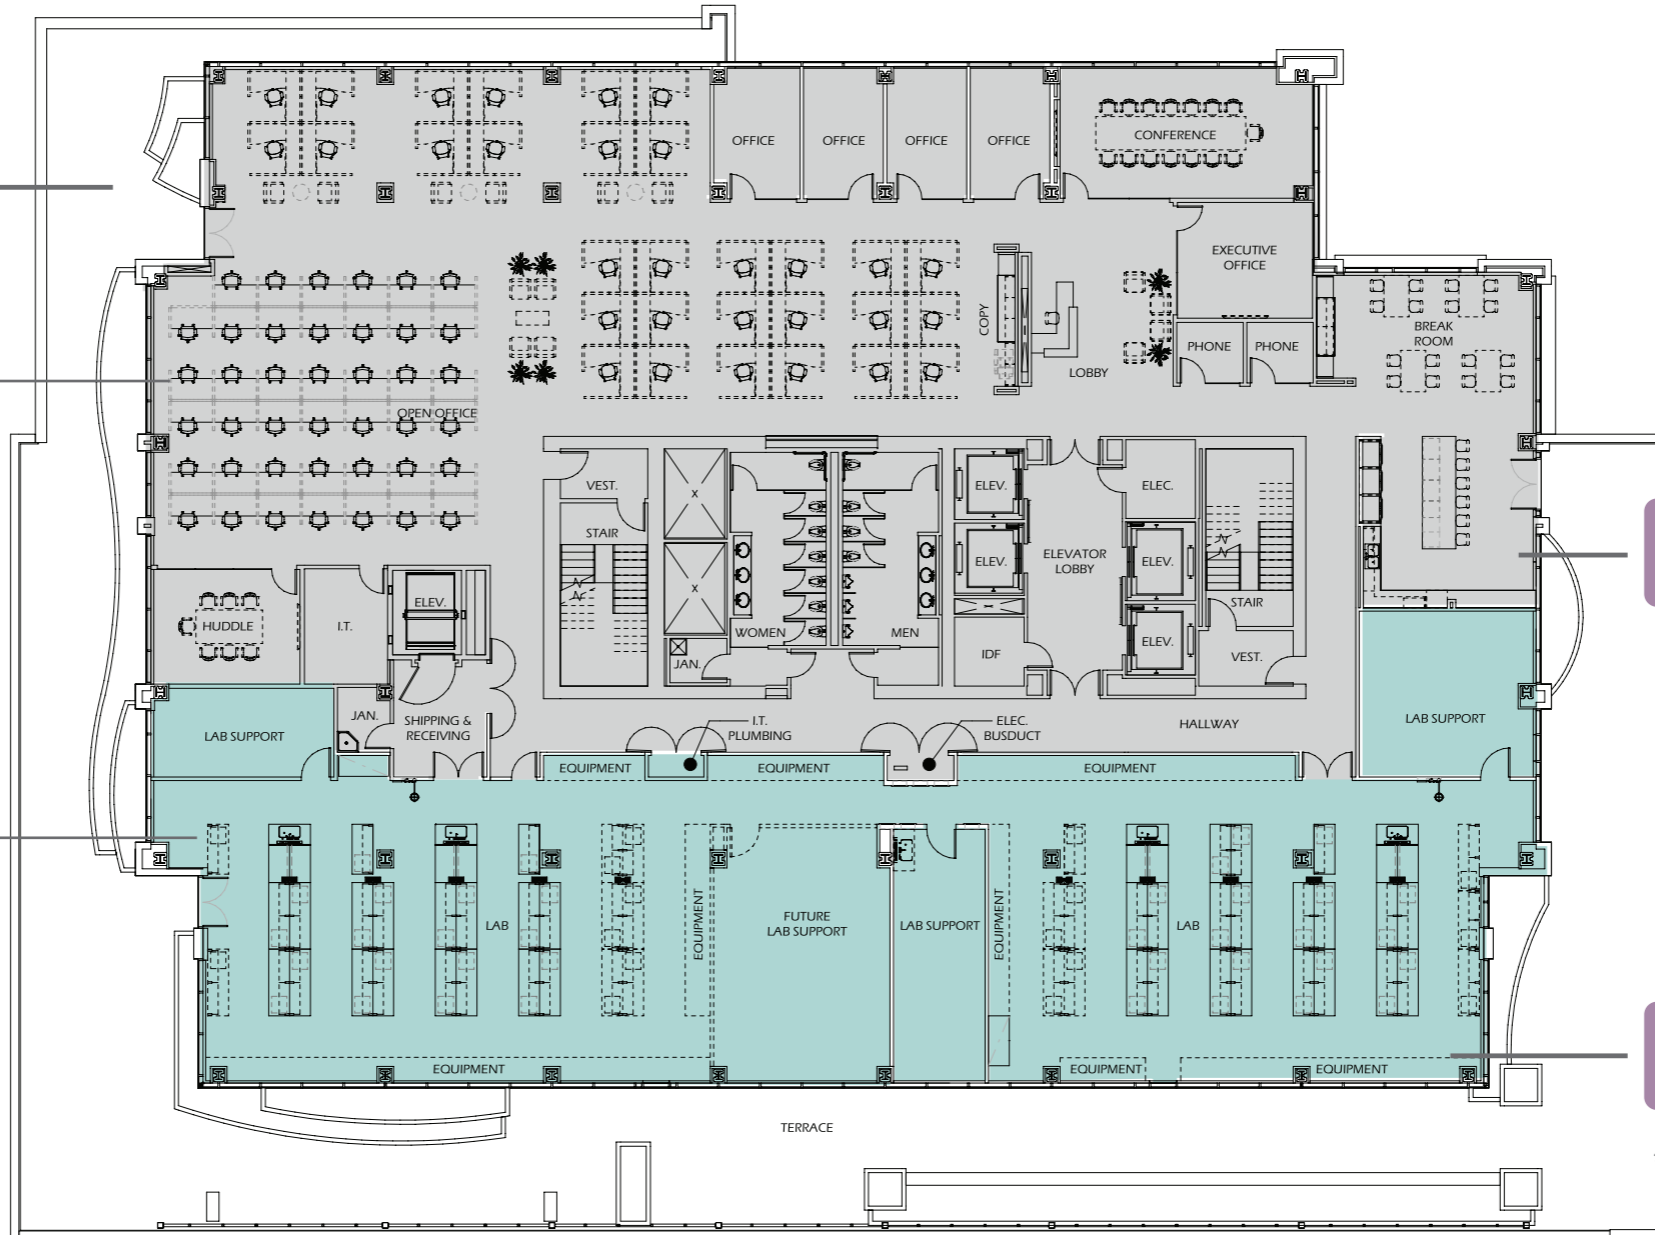 OFFICE
OFFICE
OFFICE
OFFICE
CONFERENCE
EXECUTIVE
OFFICE
COPY
LOBBY
PHONE
PHONE
BREAK
ROOM
OPEN OFFICE
VEST.
STAIR
X
X
WOMEN
MEN
JAN.
ELEV.
ELEV.
IDF
ELEVATOR
LOBBY
ELEC.
ELEV.
ELEV.
STAIR
VEST.
HUDDLE
I.T.
ELEV.
LAB SUPPORT
JAN.
SHIPPING &
RECEIVING
I.T.
PLUMBING
ELEC.
BUSDUCT
HALLWAY
LAB SUPPORT
EQUIPMENT
EQUIPMENT
EQUIPMENT
LAB
EQUIPMENT
FUTURE
LAB SUPPORT
LAB SUPPORT
EQUIPMENT
LAB
EQUIPMENT
EQUIPMENT
EQUIPMENT
TERRACE